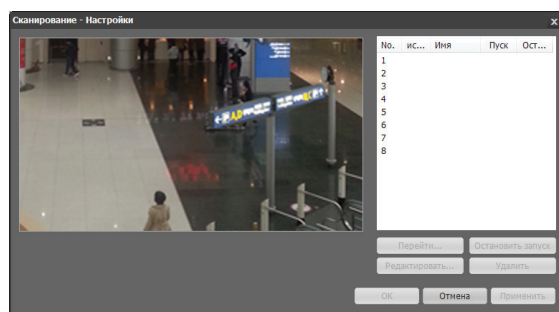 Сканирование - Настройки
x
No. ис... Имя Пуск Ост...
1
2
3
4
5
6
7
8
Перейти... Остановить запуск
Редактировать... Удалить
OK Отмена Применить